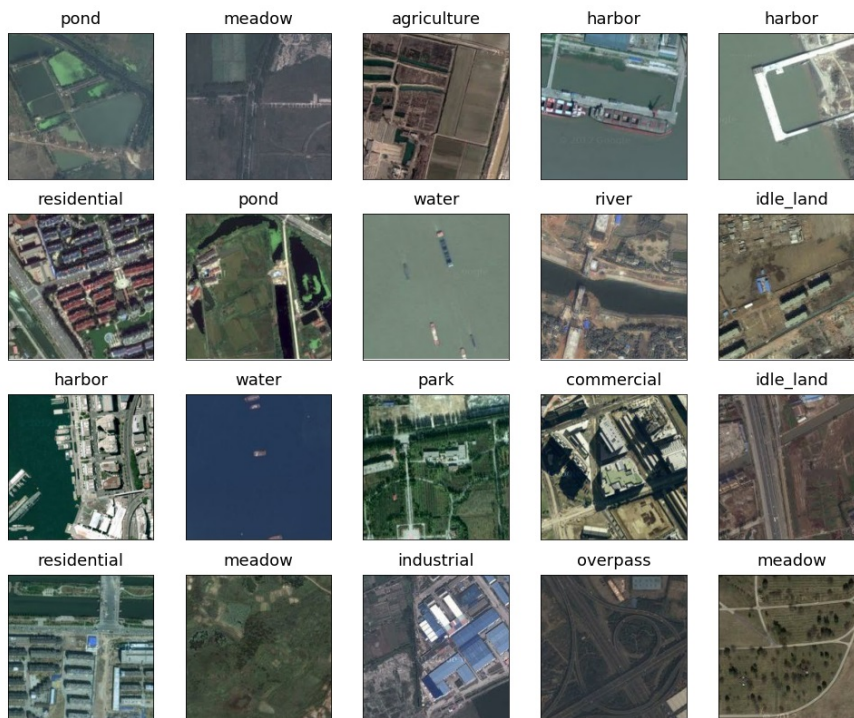 pond meadow agriculture harbor harbor
residential pond water river idle_land
harbor water park commercial idle_land
residential meadow industrial overpass meadow